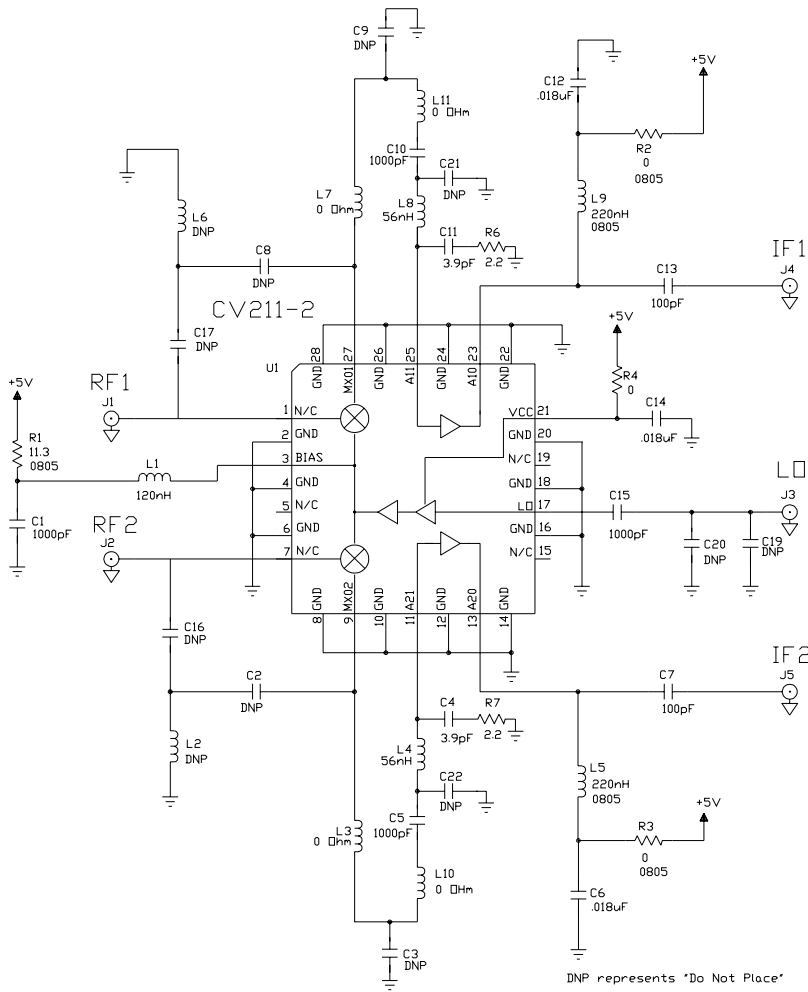 C9
DNP
C12
.018uF
+5V
L11
0 OHm
R2
0
0805
C10
1000pF
C21
DNP
L7
0 Ohm
L8
56nH
L9
220nH
0805
L6
DNP
C11
3.9pF
R6
2.2
C8
DNP
IF1
J4
C13
100pF
CV211-2
C17
DNP
+5V
U1
GND 28
MXO1 27
GND 26
A11 25
GND 24
A1O 23
GND 22
R4
0
RF1
J1
+5V
1 N/C
2 GND
3 BIAS
4 GND
5 N/C
6 GND
7 N/C
VCC 21
GND 20
N/C 19
GND 18
LO 17
GND 16
N/C 15
C14
.018uF
R1
11.3
0805
L1
120nH
LO
J3
C15
1000pF
C1
1000pF
RF2
J2
C20
DNP
C19
DNP
8 GND
9 MXO2
10 GND
11 A21
12 GND
13 A2O
14 GND
C16
DNP
IF2
J5
C2
DNP
C7
100pF
C4
3.9pF
R7
2.2
L2
DNP
L4
56nH
L5
220nH
0805
C22
DNP
+5V
L3
0 Ohm
C5
1000pF
R3
0
0805
L10
0 OHm
C6
.018uF
C3
DNP
DNP represents "Do Not Place"